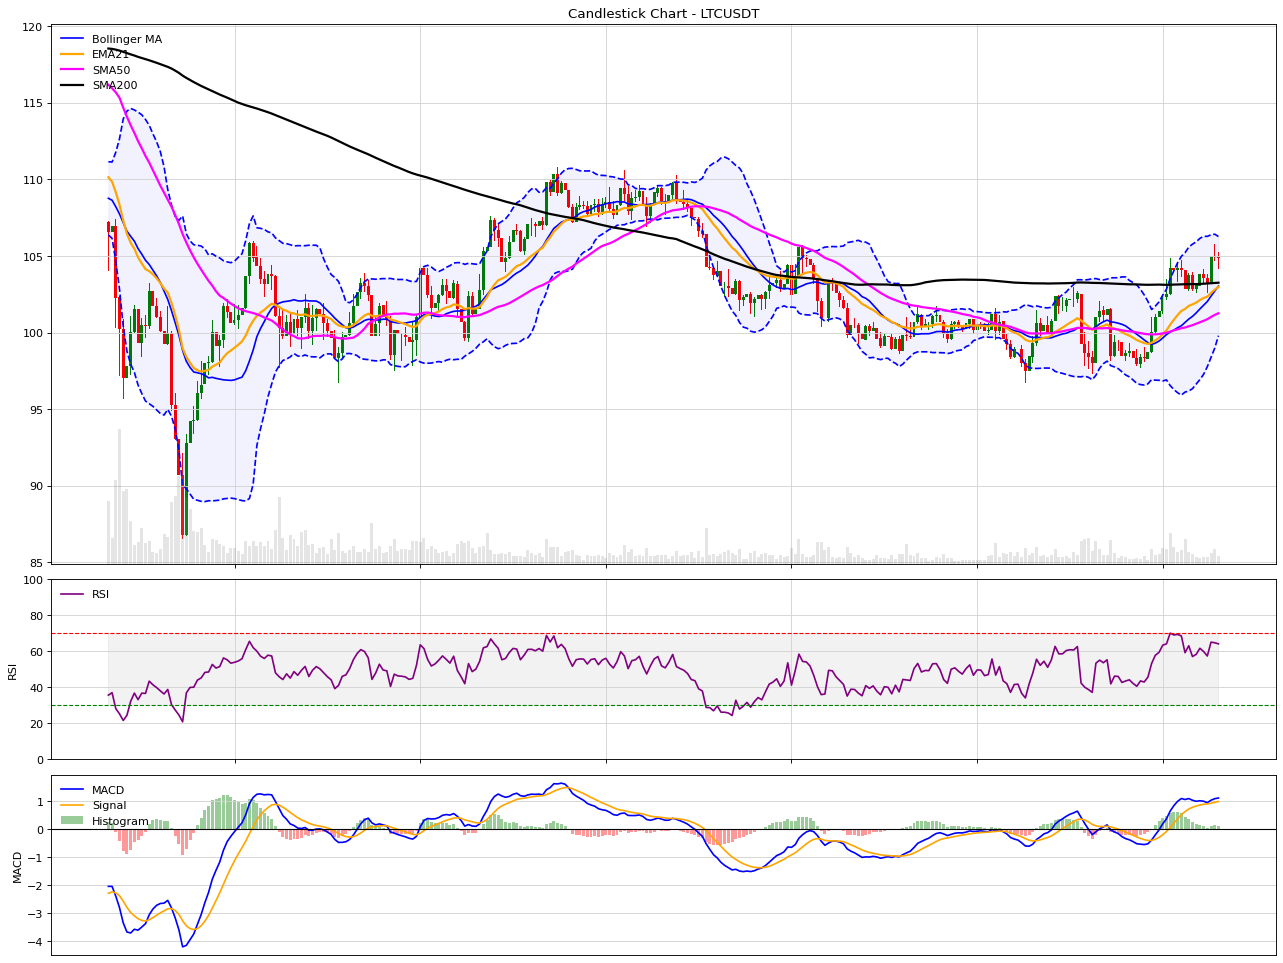 Candlestick Chart - LTCUSDT
120
115
110
105
100
95
90
85
Bollinger MA
EMA21
SMA50
SMA200
100
80
60
40
20
0
RSI
RSI
1
0
−1
−2
−3
−4
MACD
MACD
Signal
Histogram